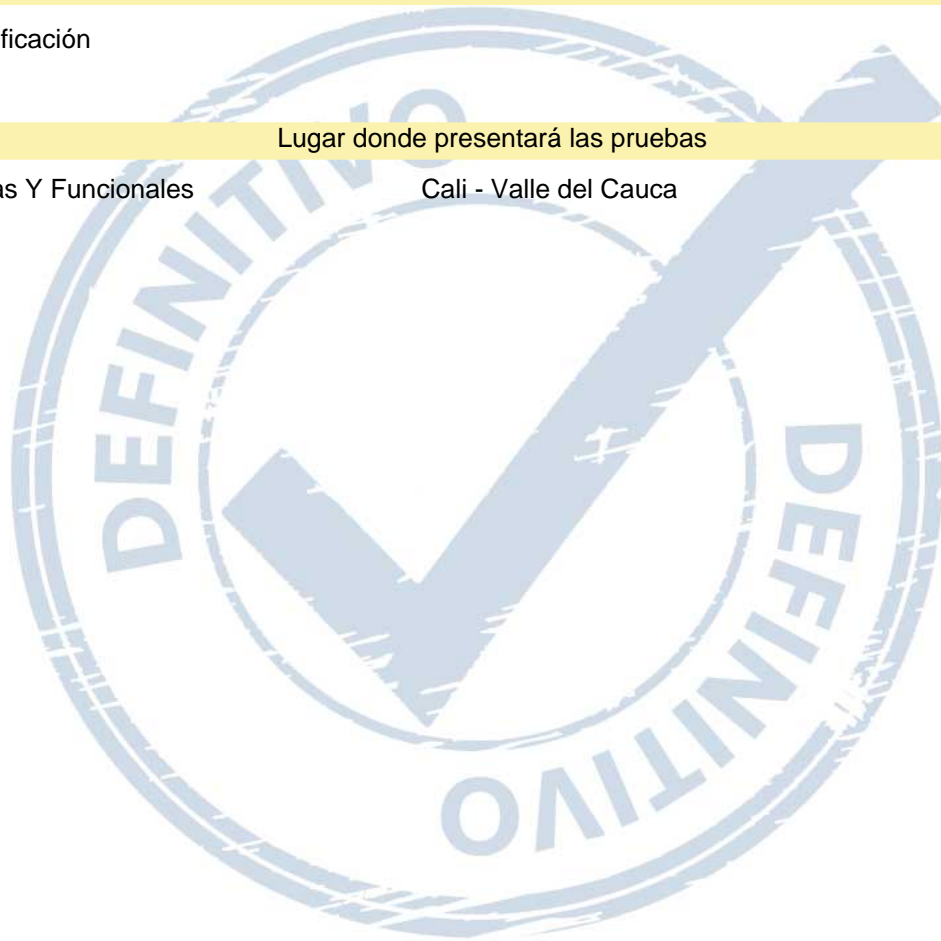 ficación
Lugar donde presentará las pruebas
as Y Funcionales Cali - Valle del Cauca
DEFINITIVO
DEFINITIVO